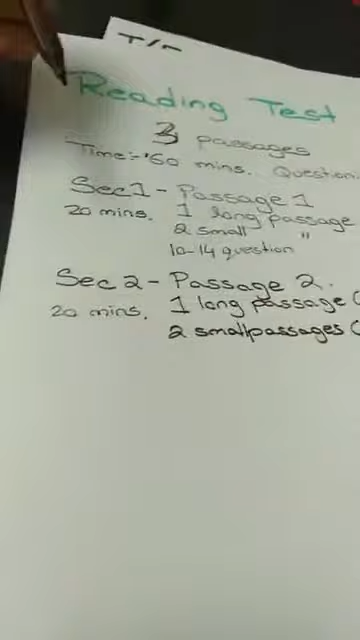 Reading Test
3 passages
Time:- 60 mins. Question
Sec 1 - Passage 1
20 mins. 1 long passage
2 small "
10-14 question
Sec 2 - Passage 2.
20 mins. 1 long passage (
2 small passages (